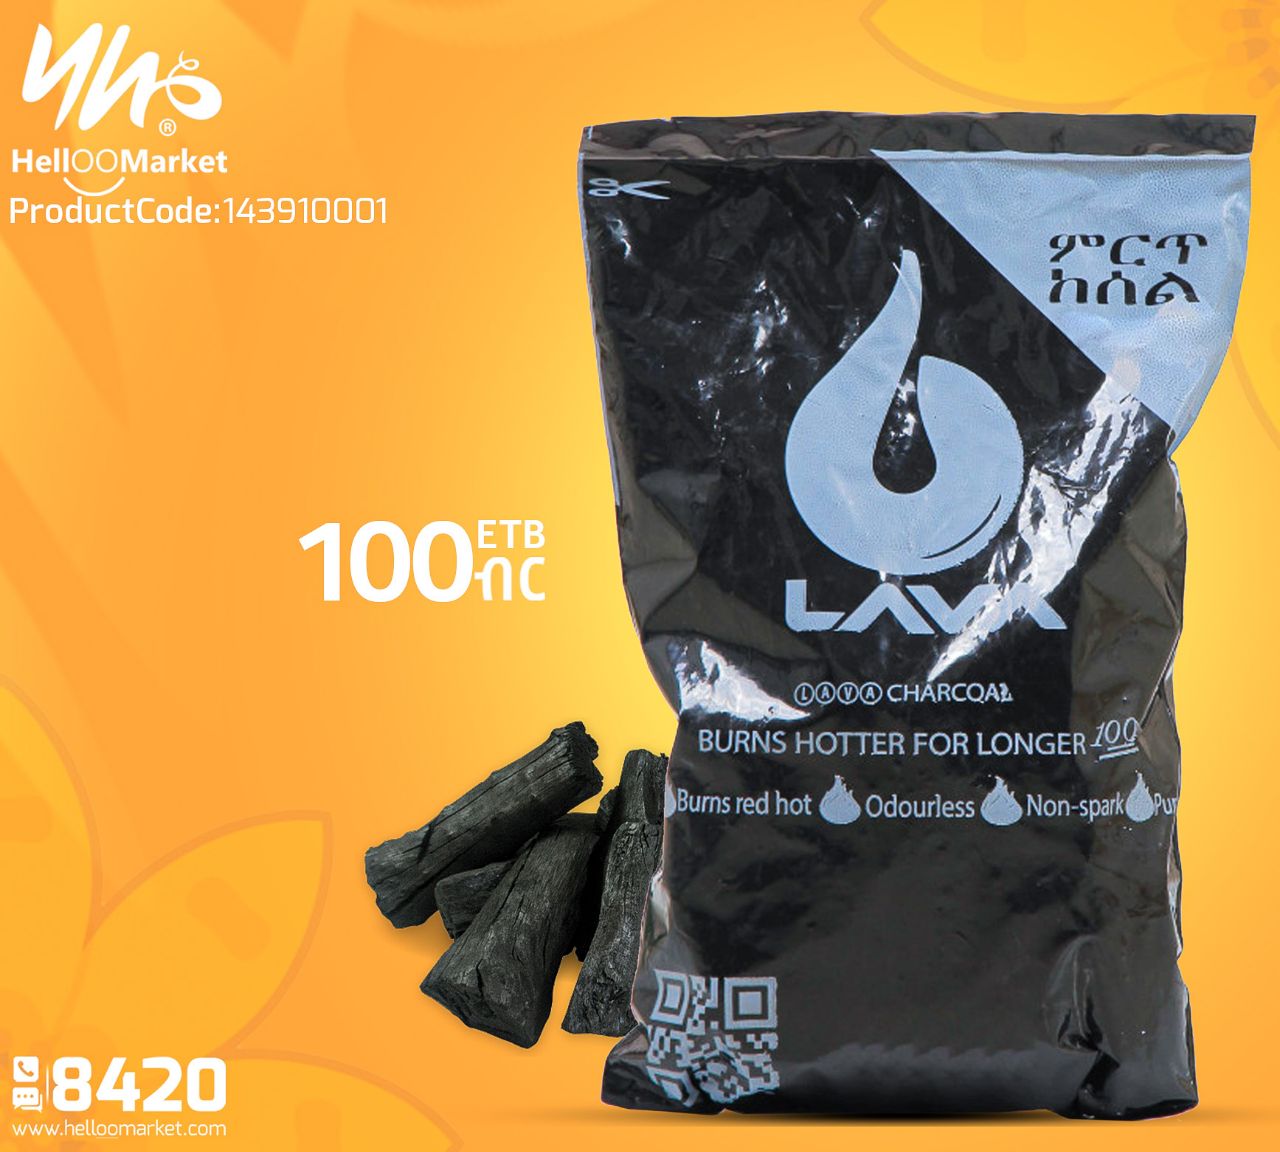 HellOOMarket
ProductCode:143910001
ምርጥ
ከሰል
100 ETB
ብር
LAVA
LAVA CHARCOAL
BURNS HOTTER FOR LONGER 100
Burns red hot Odourless Non-spark Pur
8420
www.helloomarket.com